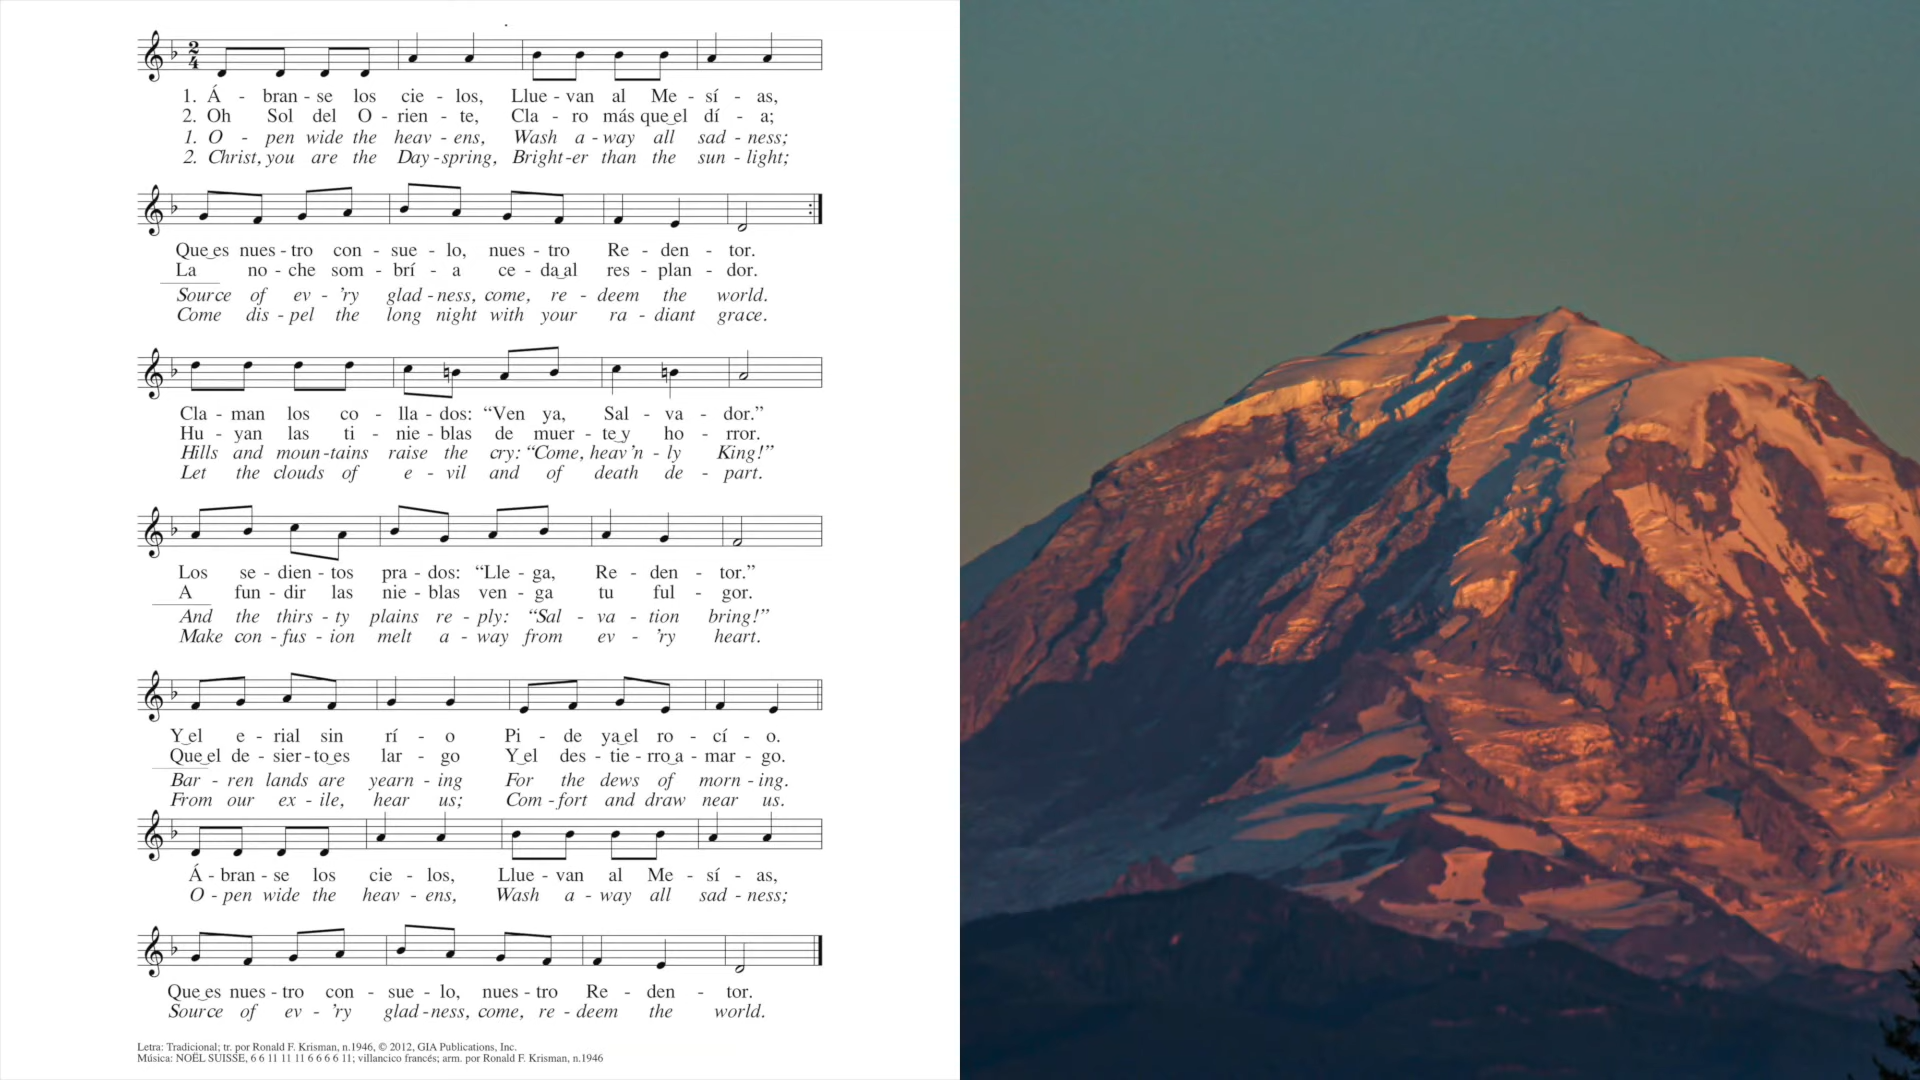 1. Á - bran - se los cie - los, Llue - van al Me - sí - as,
2. Oh Sol del O - rien - te, Cla - ro más que el dí - a;
1. O - pen wide the heav - ens, Wash a - way all sad - ness;
2. Christ, you are the Day - spring, Bright - er than the sun - light;
Que es nues - tro con - sue - lo, nues - tro Re - den - tor.
La no - che som - brí - a ce - da al res - plan - dor.
Source of ev - 'ry glad - ness, come, re - deem the world.
Come dis - pel the long night with your ra - diant grace.
Cla - man los co - lla - dos: “Ven ya, Sal - va - dor.”
Hu - yan las ti - nie - blas de muer - te y ho - rror.
Hills and moun - tains raise the cry: “Come, heav'n - ly King!”
Let the clouds of e - vil and of death de - part.
Los se - dien - tos pra - dos: “Lle - ga, Re - den - tor.”
A fun - dir las nie - blas ven - ga tu ful - gor.
And the thirs - ty plains re - ply: “Sal - va - tion bring!”
Make con - fus - ion melt a - way from ev - 'ry heart.
Y el e - rial sin rí - o Pi - de ya el ro - cí - o.
Que el de - sier - to es lar - go Y el des - tie - rro a - mar - go.
Bar - ren lands are yearn - ing For the dews of morn - ing.
From our ex - ile, hear us; Com - fort and draw near us.
Á - bran - se los cie - los, Llue - van al Me - sí - as,
O - pen wide the heav - ens, Wash a - way all sad - ness;
Que es nues - tro con - sue - lo, nues - tro Re - den - tor.
Source of ev - 'ry glad - ness, come, re - deem the world.
Letra: Tradicional; tr. por Ronald F. Krisman, n.1946, © 2012, GIA Publications, Inc.
Música: NOËL SUISSE, 6 6 11 11 11 6 6 6 6 11; villancico francés; arm. por Ronald F. Krisman, n.1946